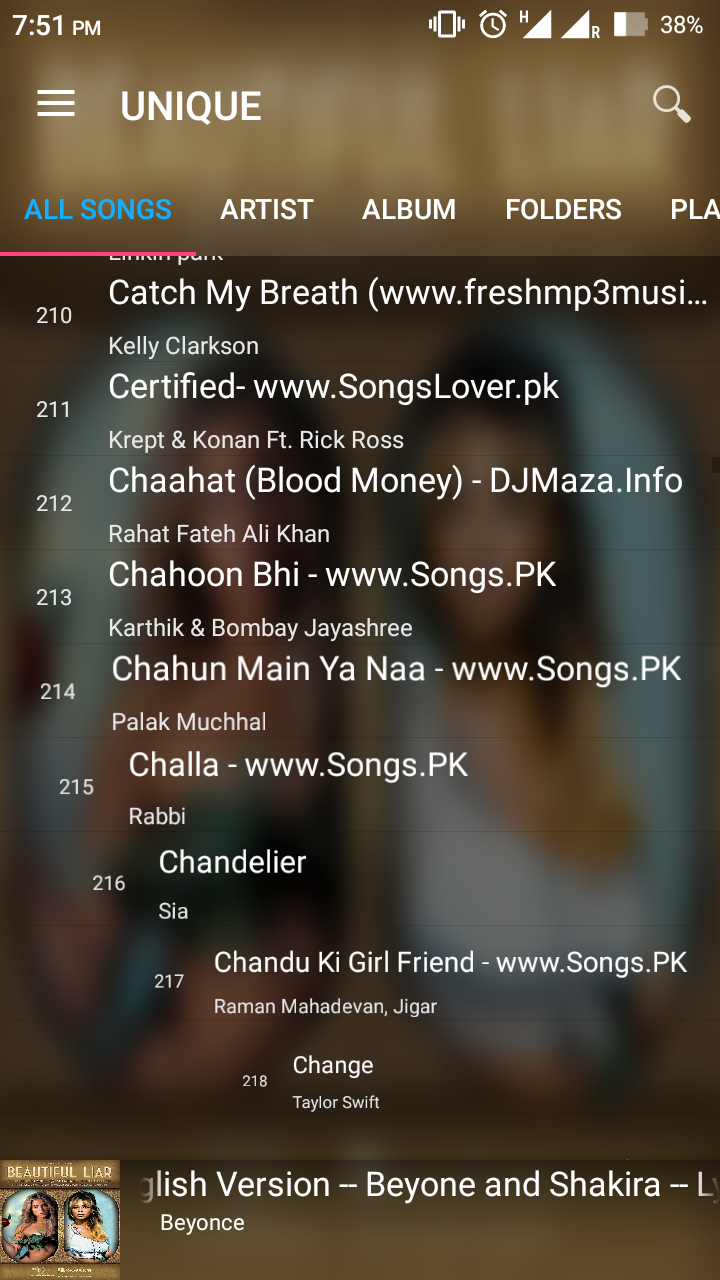 7:51 PM
H
R
38%
UNIQUE
ALL SONGS ARTIST ALBUM FOLDERS PLA
Linkin park
210
Catch My Breath (www.freshmp3musi...
Kelly Clarkson
211
Certified- www.SongsLover.pk
Krept & Konan Ft. Rick Ross
212
Chaahat (Blood Money) - DJMaza.Info
Rahat Fateh Ali Khan
213
Chahoon Bhi - www.Songs.PK
Karthik & Bombay Jayashree
214
Chahun Main Ya Naa - www.Songs.PK
Palak Muchhal
215
Challa - www.Songs.PK
Rabbi
216
Chandelier
Sia
217
Chandu Ki Girl Friend - www.Songs.PK
Raman Mahadevan, Jigar
218
Change
Taylor Swift
BEAUTIFUL LIAR
glish Version -- Beyone and Shakira -- Ly
Beyonce